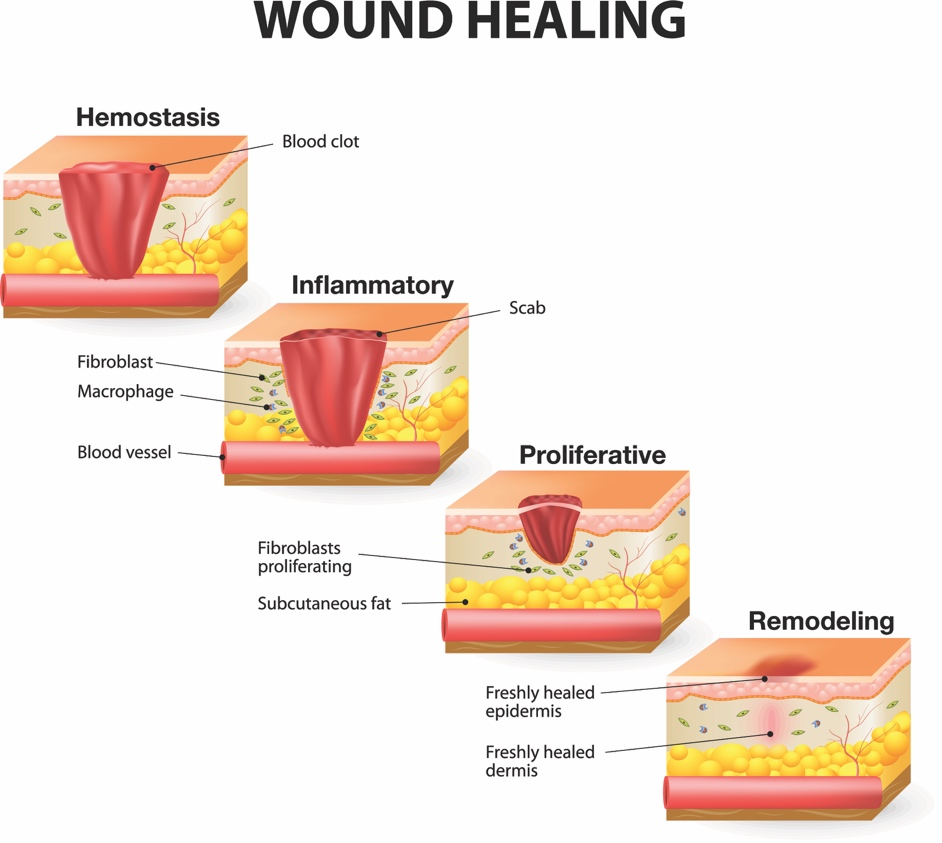 WOUND HEALING
Hemostasis
Blood clot
Inflammatory
Scab
Fibroblast
Macrophage
Blood vessel
Proliferative
Fibroblasts
proliferating
Subcutaneous fat
Remodeling
Freshly healed
epidermis
Freshly healed
dermis